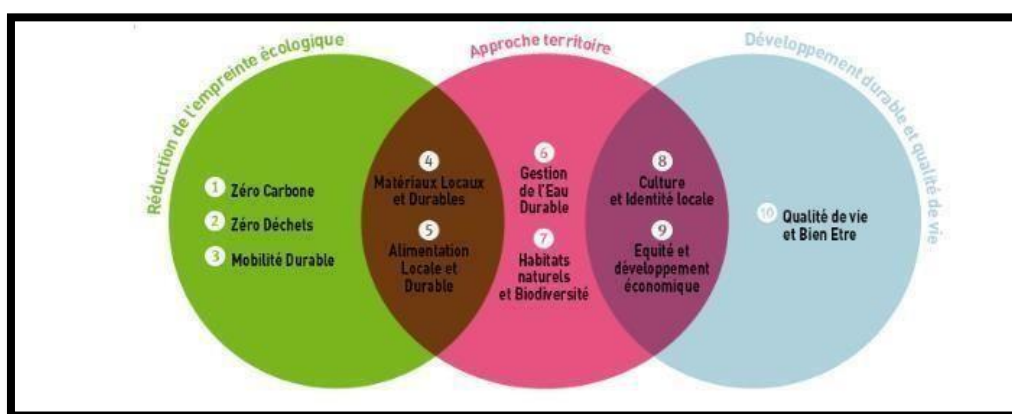 Réduction de l'empreinte écologique
Approche territoire
Développement durable et qualité de vie
1 Zéro Carbone
2 Zéro Déchets
3 Mobilité Durable
4
Matériaux Locaux
et Durables
5
Alimentation
Locale et
Durable
6
Gestion
de l'Eau
Durable
7
Habitats
naturels
et Biodiversité
8
Culture
et Identité locale
9
Equité et
développement
économique
10 Qualité de vie
et Bien Etre